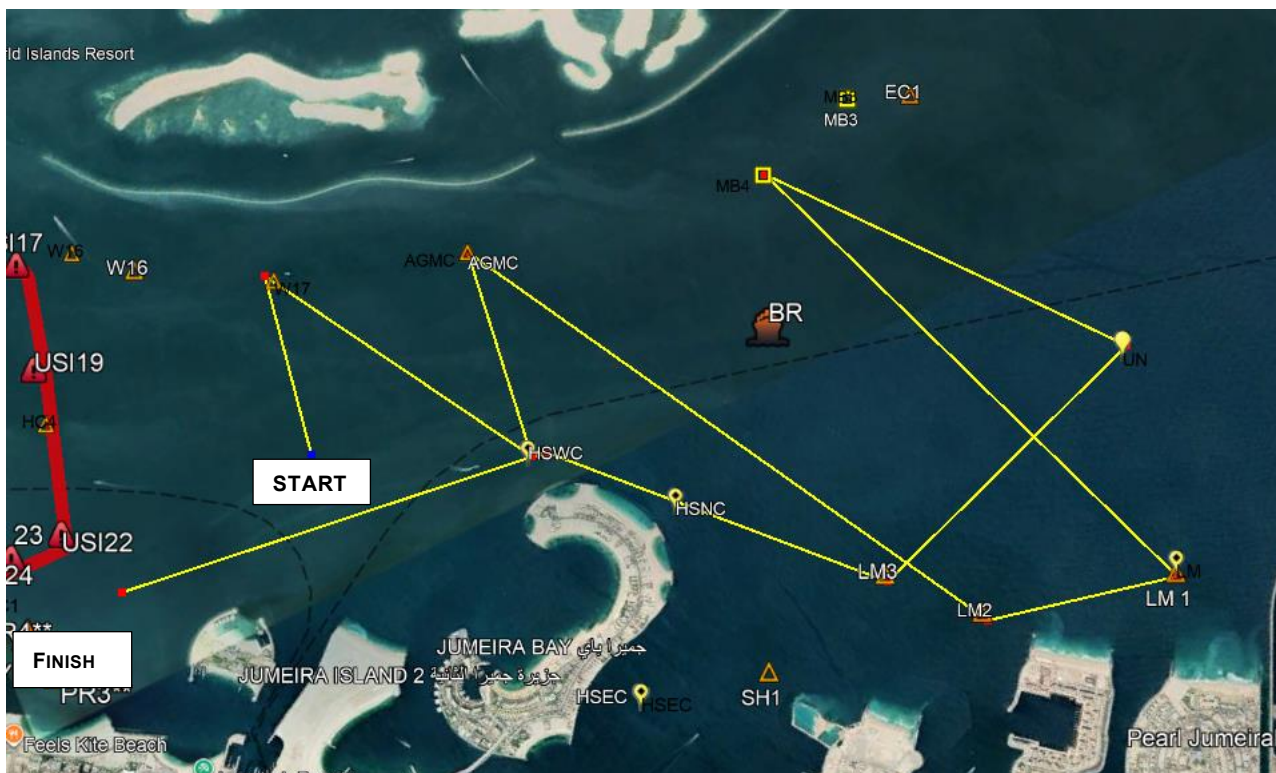 rld Islands Resort
EC1
MB3
MB4
I17
W16
W16
AGMC
AGMC
W17
BR
USI19
UN
HC4
HSWC
START
HSNC
23
USI22
24
LM3
LM
LM 1
LM2
FINISH
JUMEIRA BAY جميرا باي
JUMEIRA ISLAND 2 جزيرة جميرا الثانية
HSEC
HSEC
SH1
PR3**
Feels Kite Beach
Pearl Jumeira